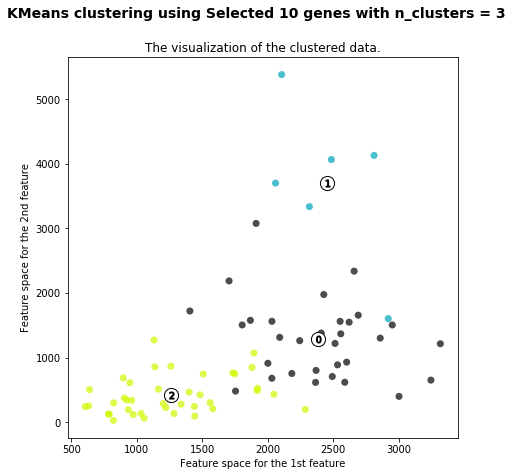 KMeans clustering using Selected 10 genes with n_clusters = 3
The visualization of the clustered data.
Feature space for the 2nd feature
5000
4000
3000
2000
1000
0
1
0
2
500 1000 1500 2000 2500 3000
Feature space for the 1st feature